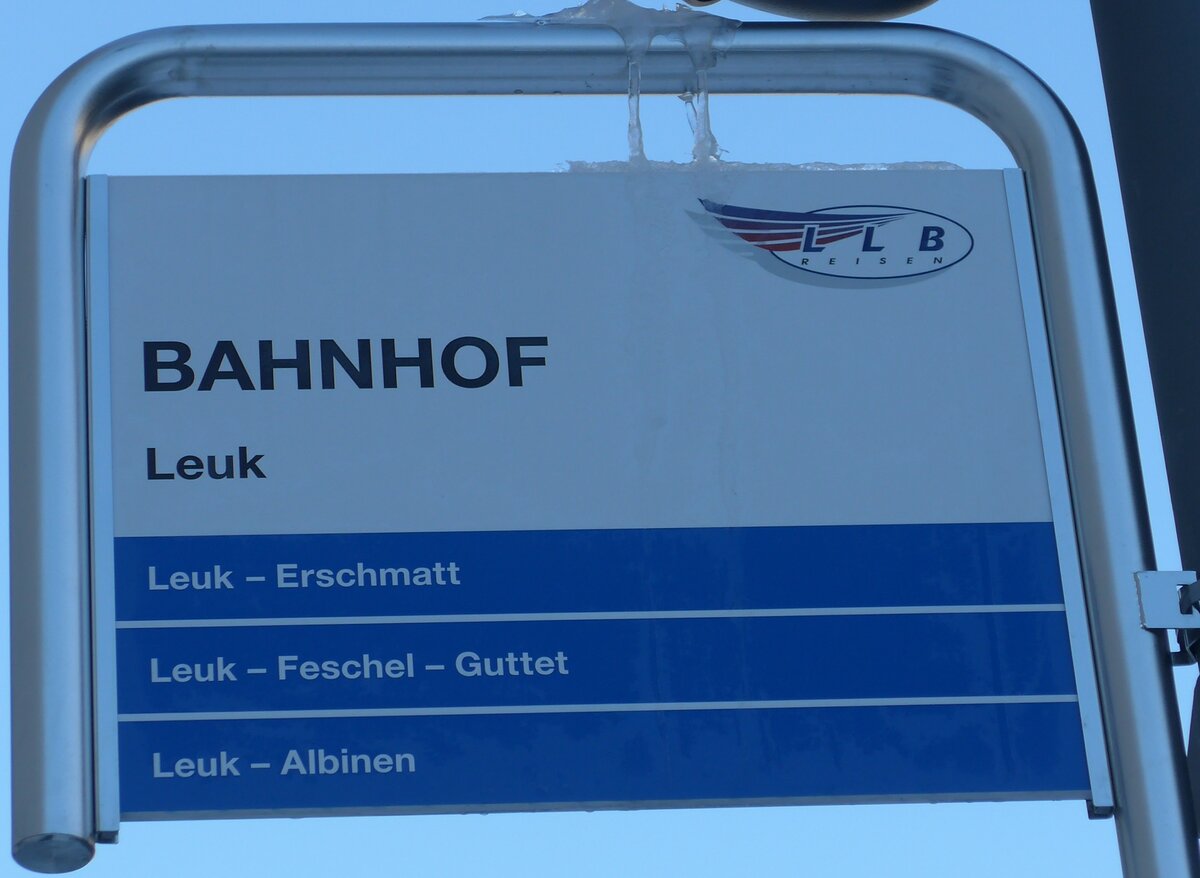 LLB
REISEN
BAHNHOF
Leuk
Leuk – Erschmatt
Leuk – Feschel – Guttet
Leuk – Albinen